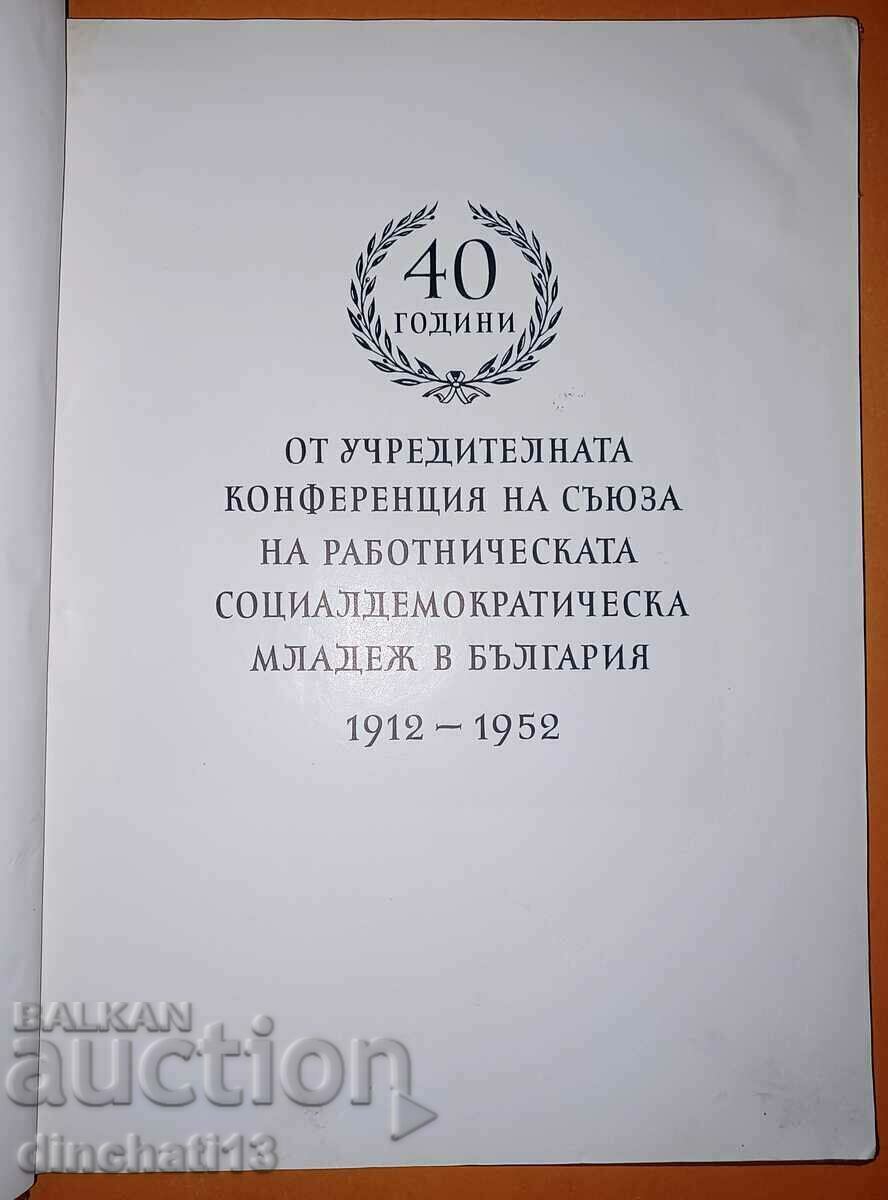 40
ГОДИНИ
ОТ УЧРЕДИТЕЛНАТА
КОНФЕРЕНЦИЯ НА СЪЮЗА
НА РАБОТНИЧЕСКАТА
СОЦИАЛДЕМОКРАТИЧЕСКА
МЛАДЕЖ В БЪЛГАРИЯ
1912 – 1952
BALKAN
auction
dinchati13